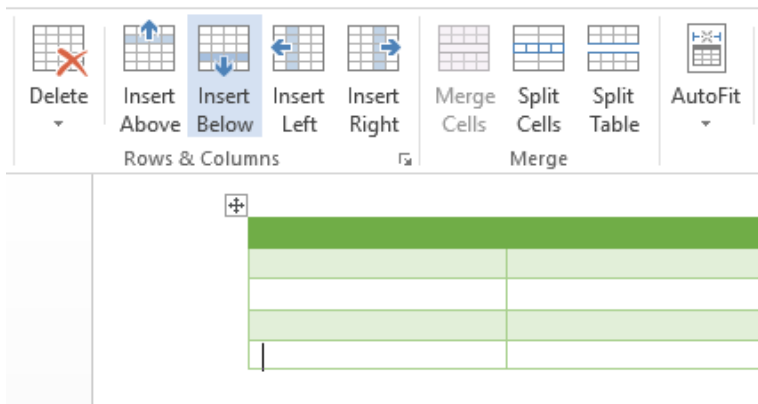 Delete
Insert Above
Insert Below
Insert Left
Insert Right
Merge Cells
Split Cells
Split Table
AutoFit
Rows & Columns
Merge